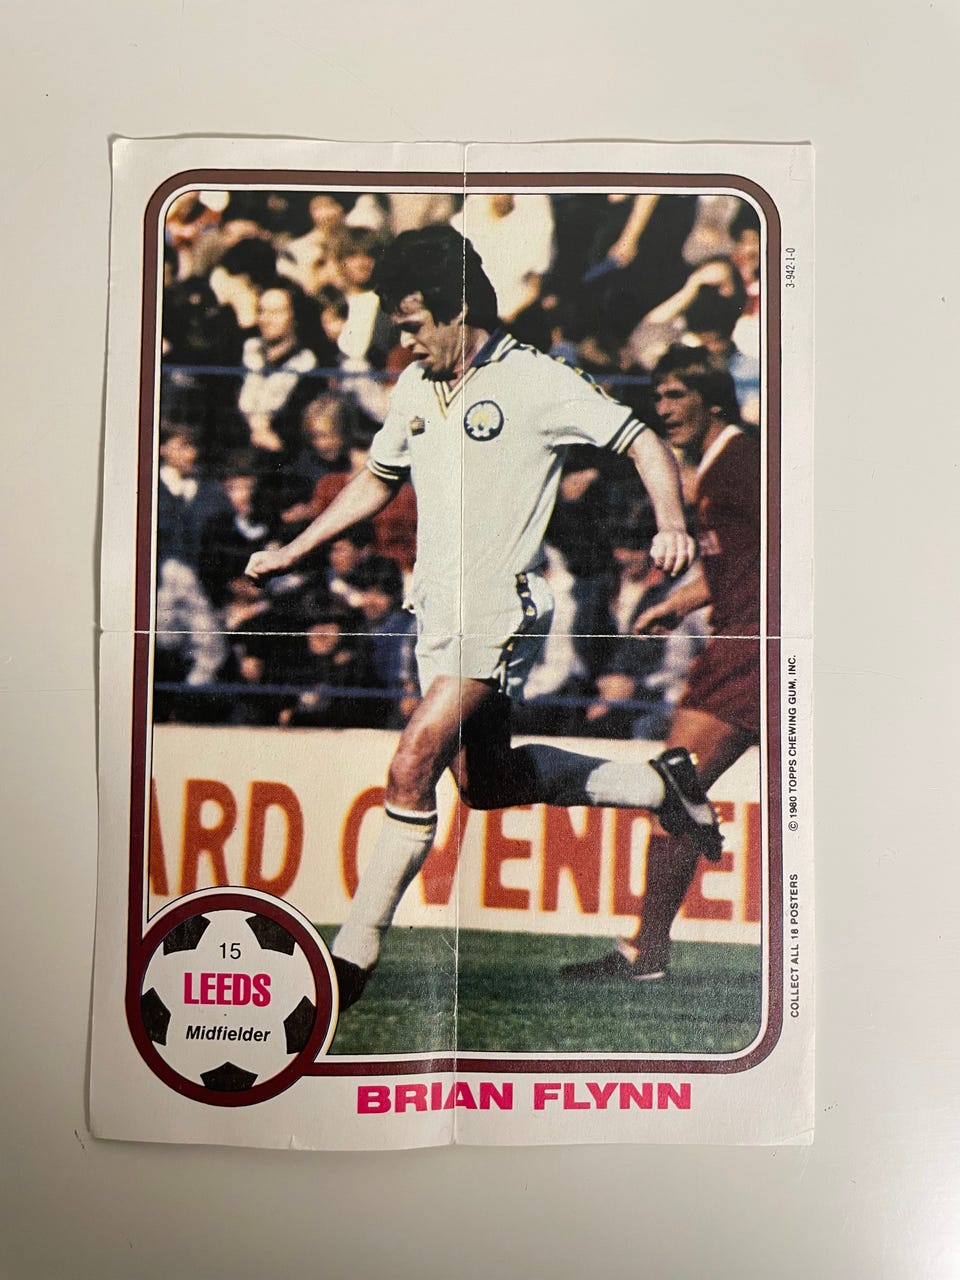 3-942-1-0
ARD OVENDE
15
LEEDS
Midfielder
BRIAN FLYNN
© 1980 TOPPS CHEWING GUM, INC.
COLLECT ALL 18 POSTERS